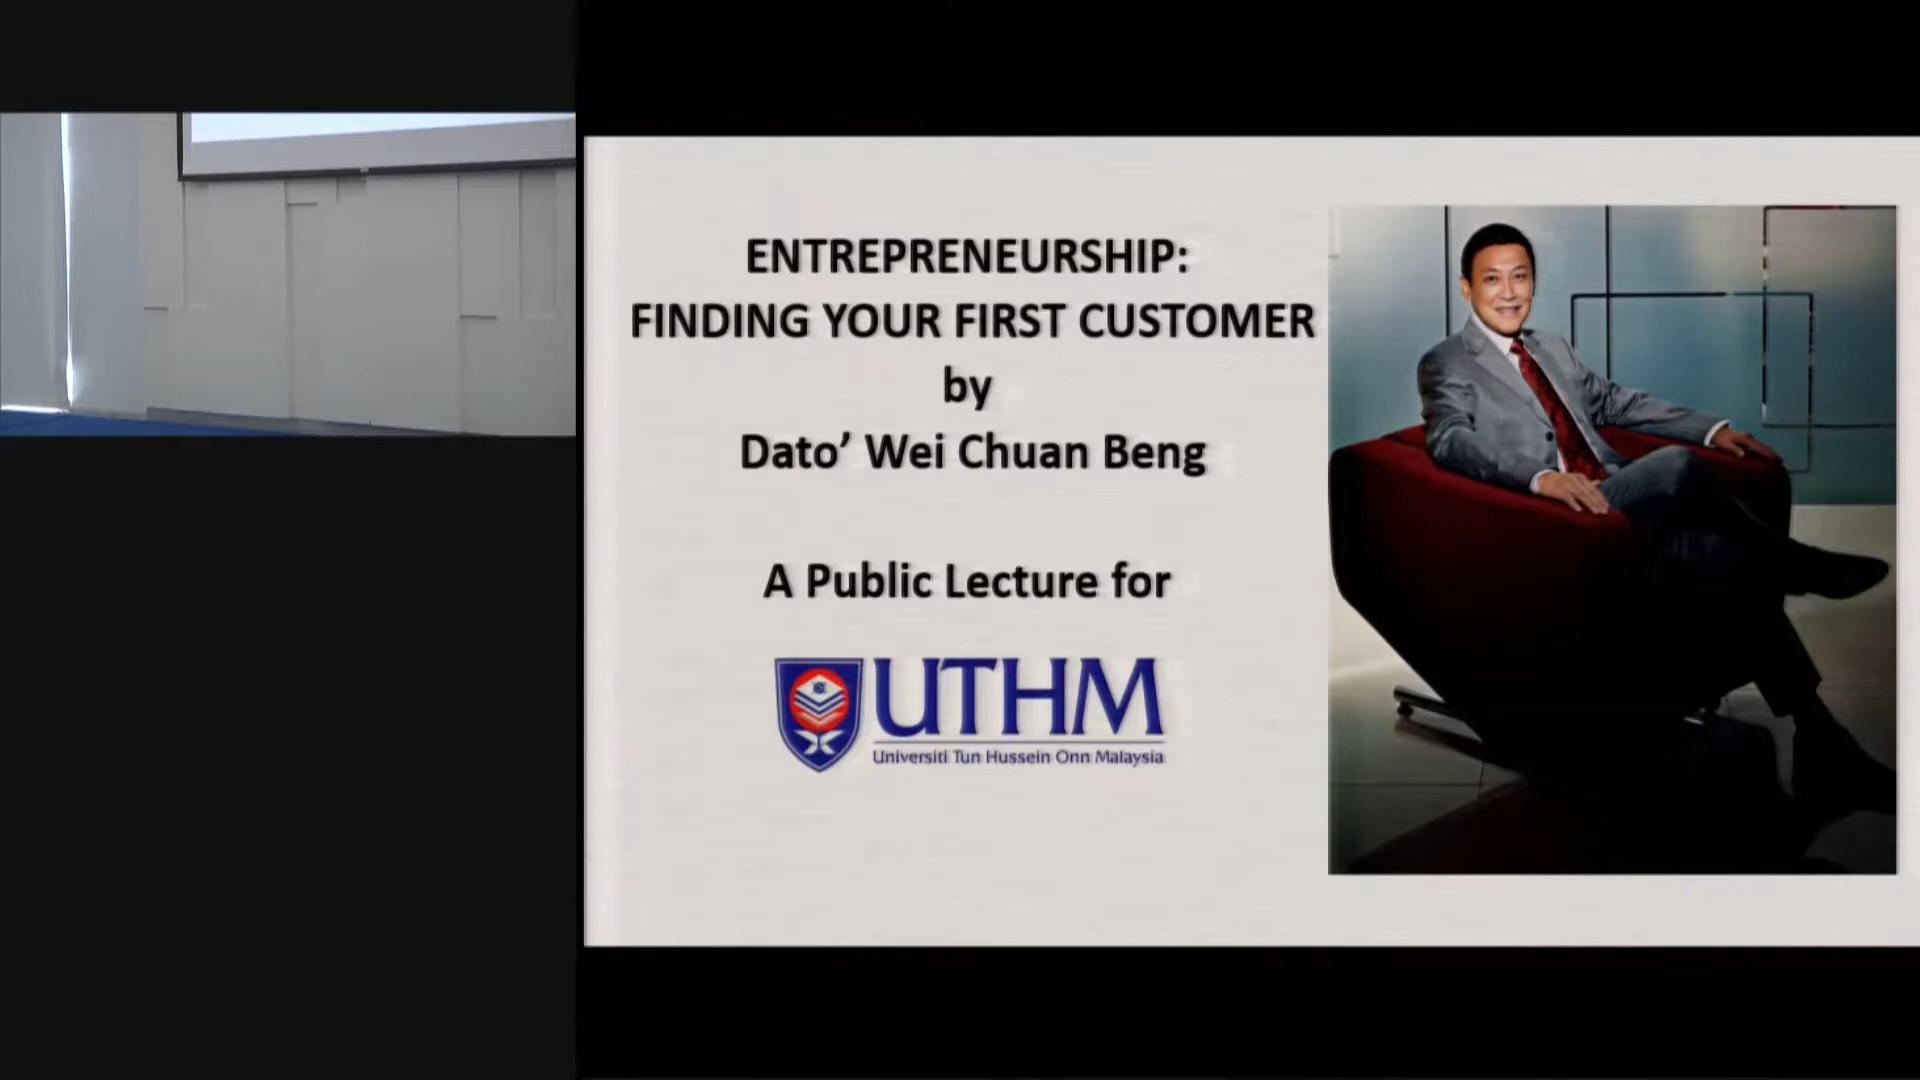 ENTREPRENEURSHIP:
FINDING YOUR FIRST CUSTOMER
by
Dato’ Wei Chuan Beng
A Public Lecture for
UTHM
Universiti Tun Hussein Onn Malaysia